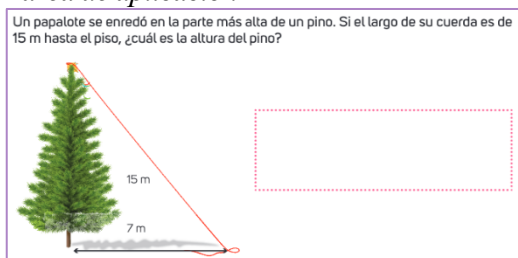 Un papalote se enredó en la parte más alta de un pino. Si el largo de su cuerda es de
15 m hasta el piso, ¿cuál es la altura del pino?
15 m
7 m